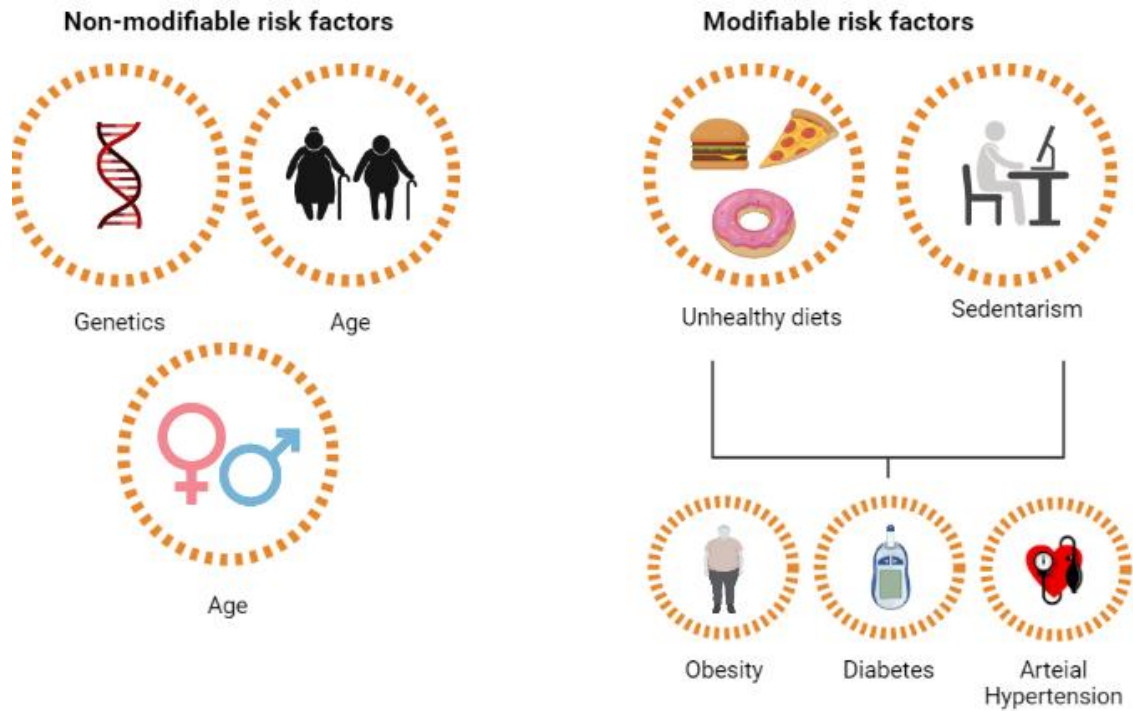 Non-modifiable risk factors
Genetics
Age
Age
Modifiable risk factors
Unhealthy diets
Sedentarism
Obesity
Diabetes
Arteial
Hypertension